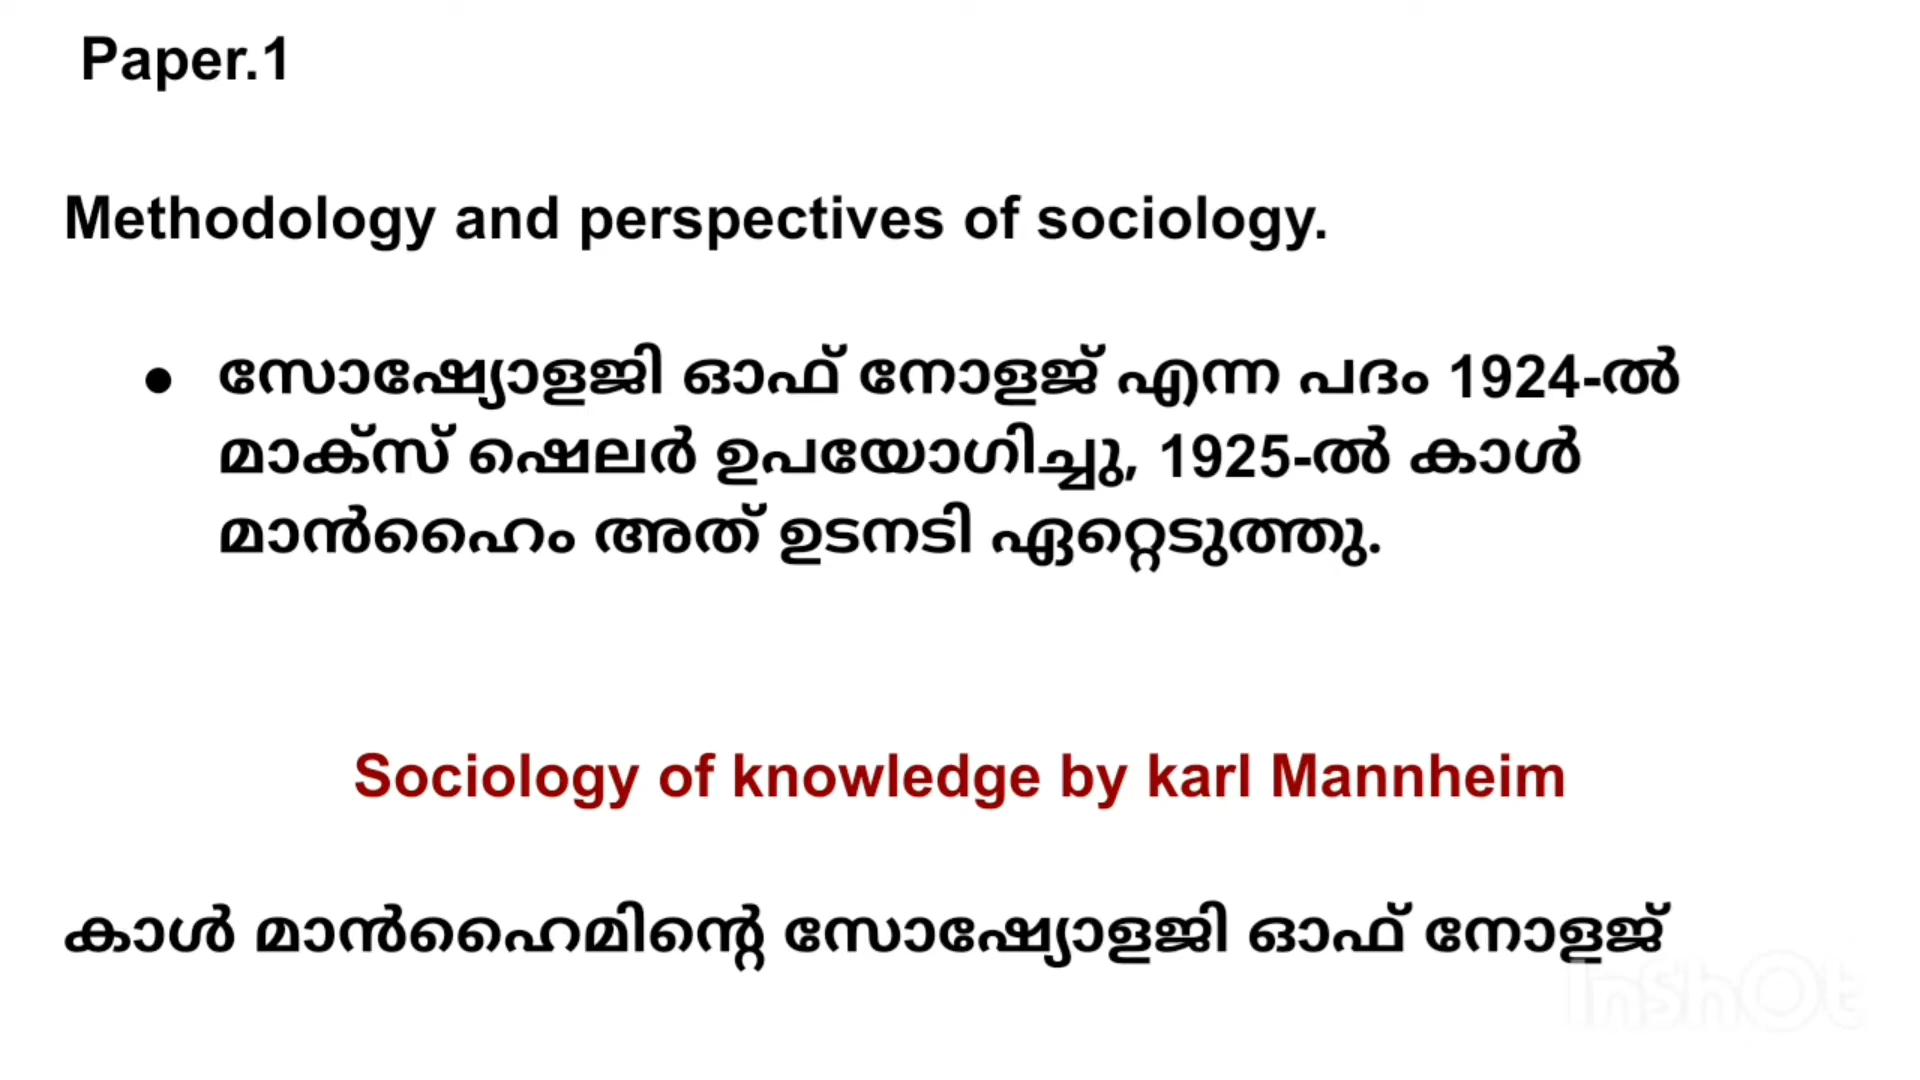 Paper.1
Methodology and perspectives of sociology.
● സോഷ്യോളജി ഓഫ് നോളജ് എന്ന പദം 1924-ൽ
മാക്സ് ഷെലർ ഉപയോഗിച്ചു, 1925-ൽ കാൾ
മാൻഹൈം അത് ഉടനടി ഏറ്റെടുത്തു.
Sociology of knowledge by karl Mannheim
കാൾ മാൻഹൈമിന്റെ സോഷ്യോളജി ഓഫ് നോളജ്
InShOt